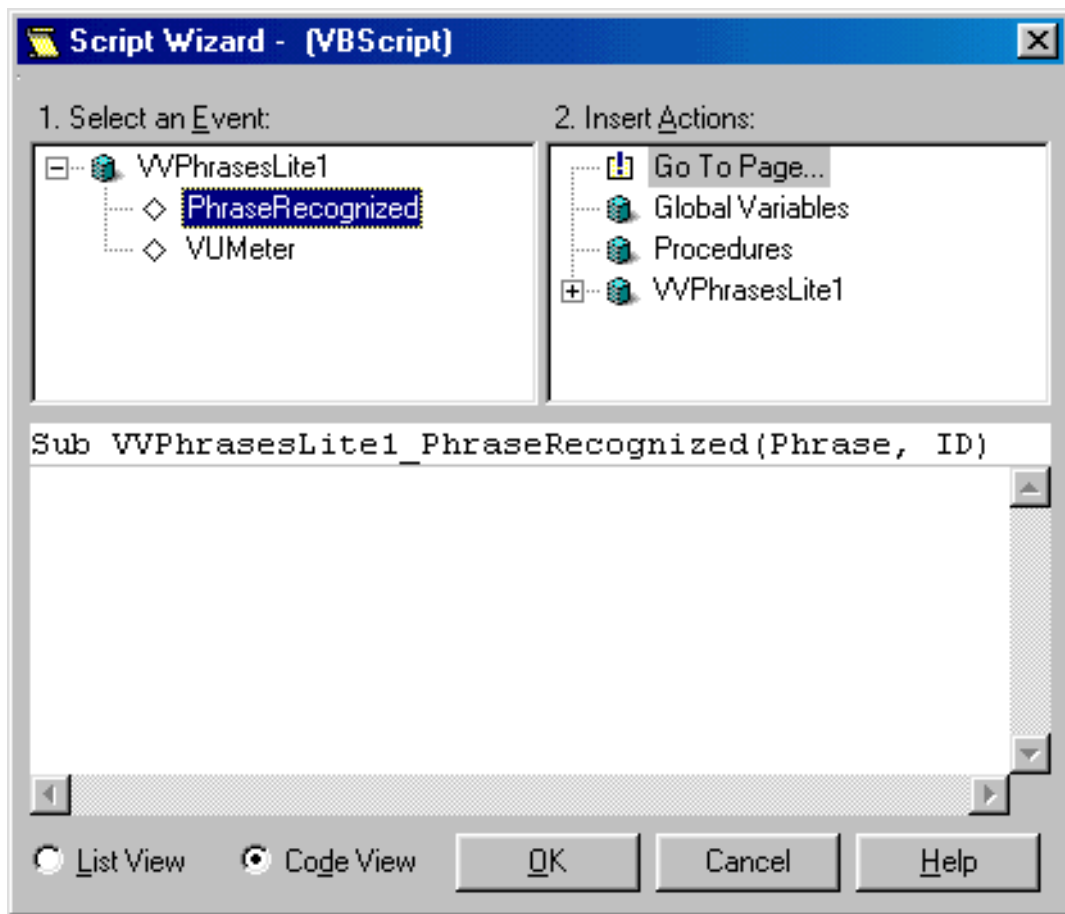 Script Wizard - (VBScript)
1. Select an Event:
VVPhrasesLite1
PhraseRecognized
VUMeter
2. Insert Actions:
Go To Page...
Global Variables
Procedures
VVPhrasesLite1
Sub VVPhrasesLite1_PhraseRecognized(Phrase, ID)
List View
Code View
OK
Cancel
Help